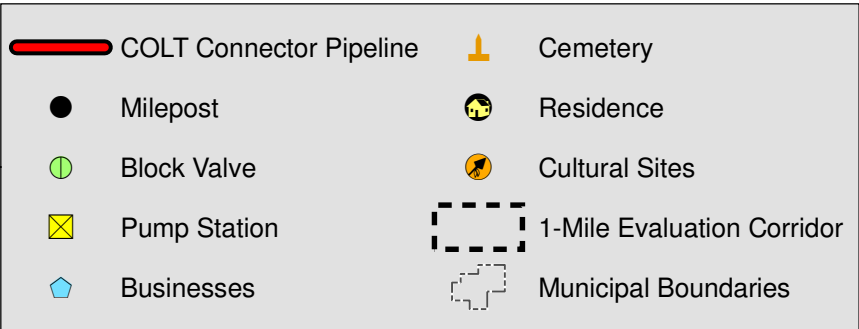 COLT Connector Pipeline
Milepost
Block Valve
Pump Station
Businesses
Cemetery
Residence
Cultural Sites
1-Mile Evaluation Corridor
Municipal Boundaries